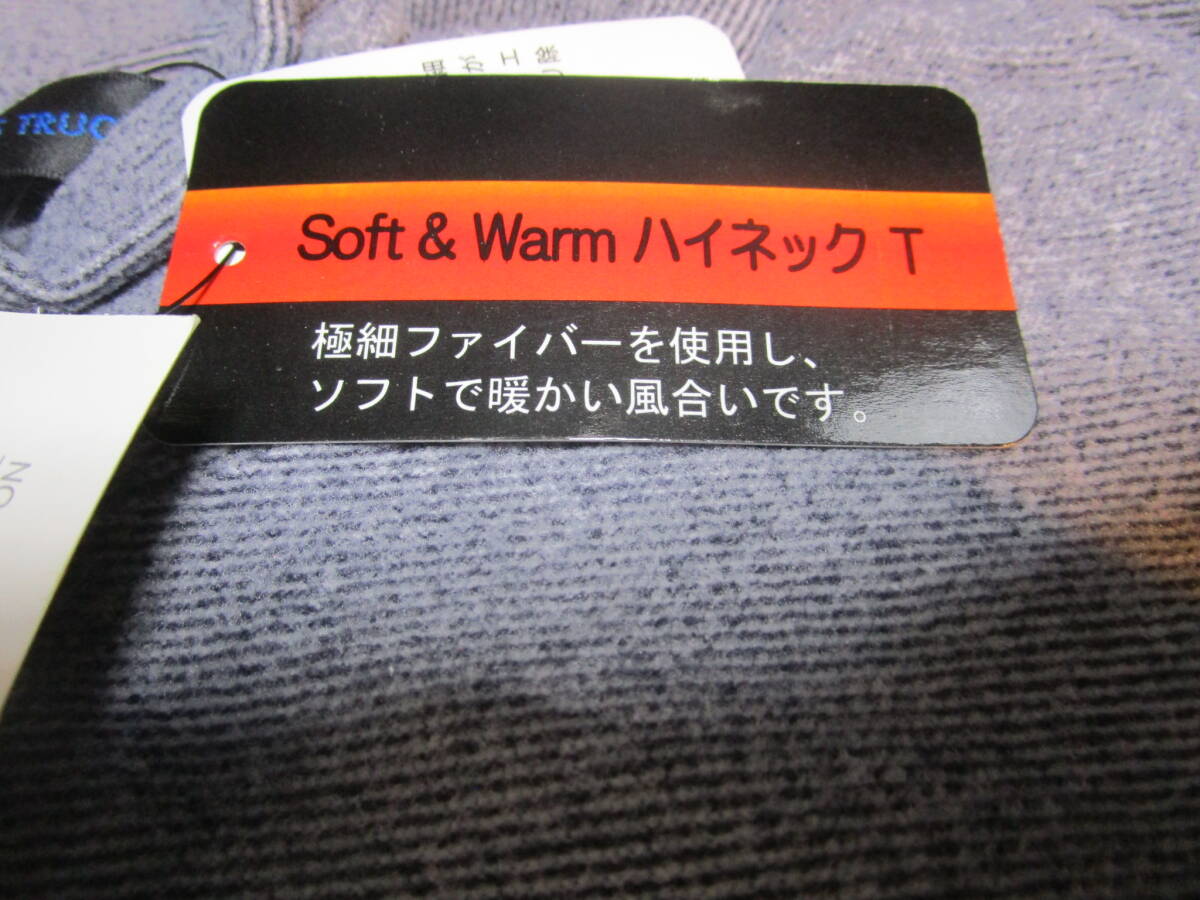 TRUC
Soft & Warm ハイネック T
極細ファイバーを使用し、
ソフトで暖かい風合いです。